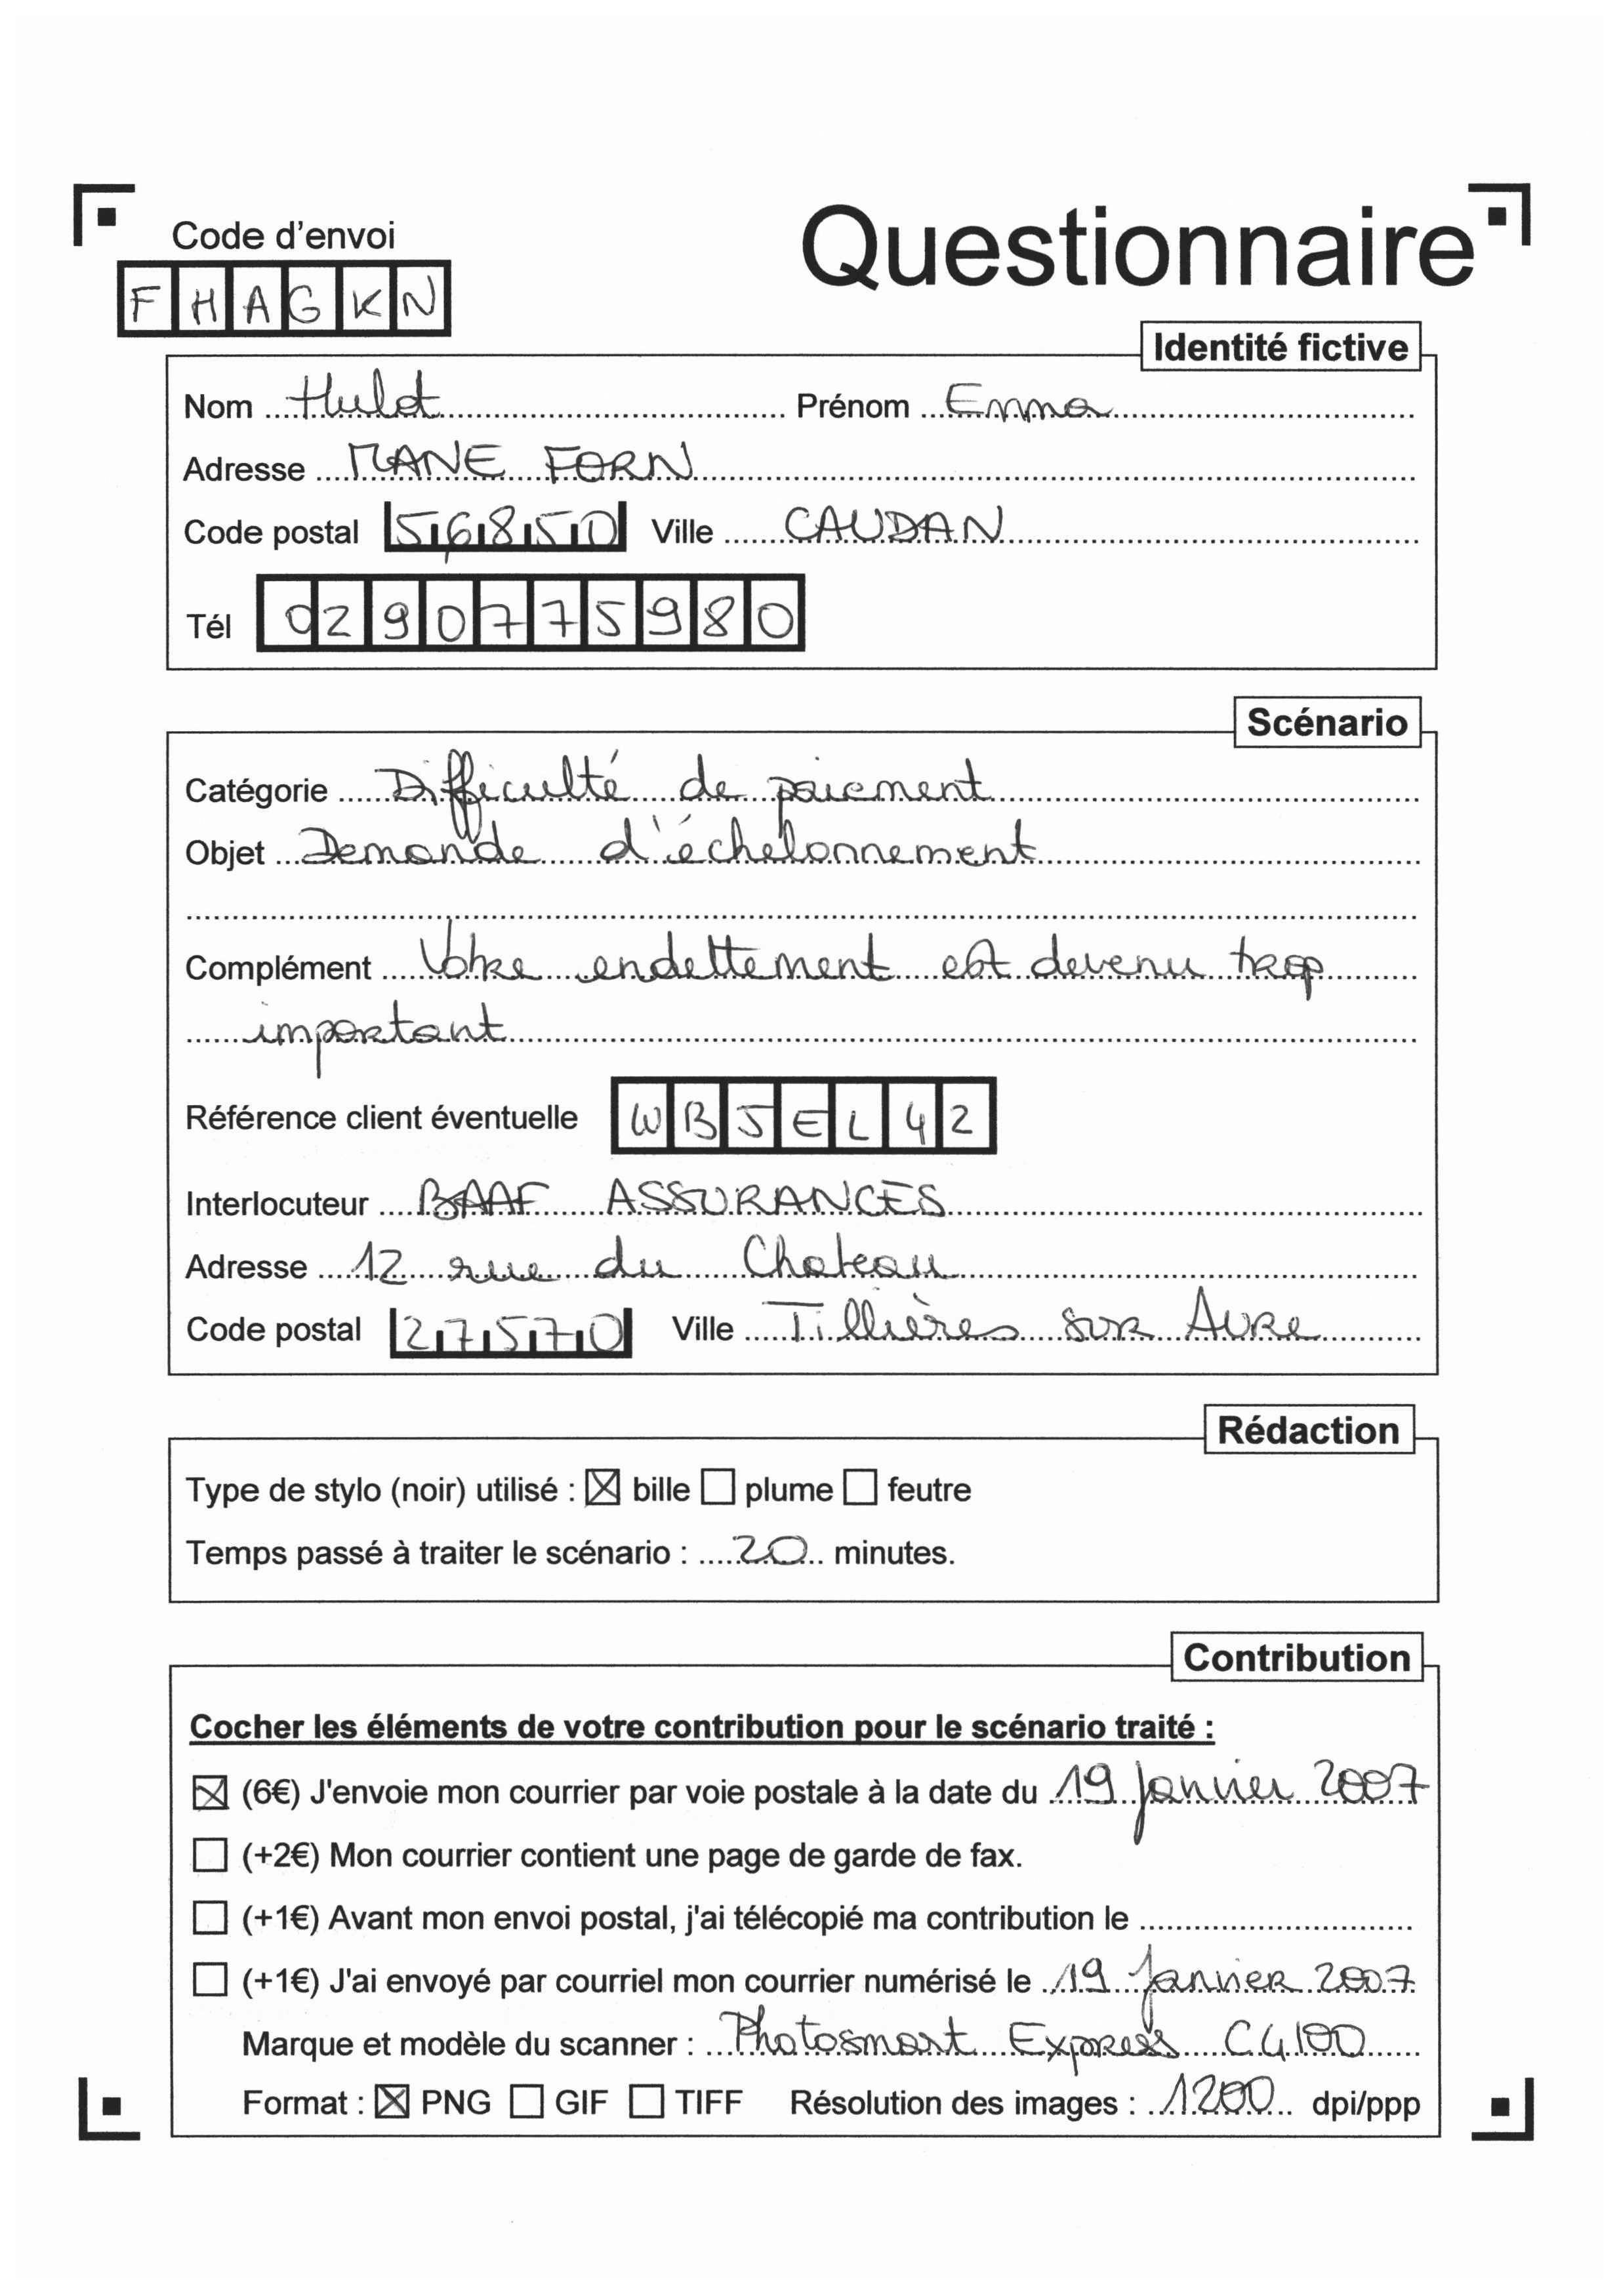 Code d'envoi
Questionnaire
FHAGKN
Identité fictive
Nom Huld Prénom Emma
Adresse MANE FORN
Code postal 56850 Ville CAUDAN
Tél 0290775980
Scénario
Catégorie Difficulté de paiement
Objet Demande d'échelonnement
Complément Votre endettement est devenu trop
important
Référence client éventuelle WBJEL42
Interlocuteur BAAF ASSURANCES
Adresse 12 rue du Chateau
Code postal 27570 Ville Tillières sur Avre
Rédaction
Type de stylo (noir) utilisé : ☒ bille ☐ plume ☐ feutre
Temps passé à traiter le scénario : 20 minutes.
Contribution
Cocher les éléments de votre contribution pour le scénario traité :
☒ (6€) J'envoie mon courrier par voie postale à la date du 19 janvier 2007
☐ (+2€) Mon courrier contient une page de garde de fax.
☐ (+1€) Avant mon envoi postal, j'ai télécopié ma contribution le
☐ (+1€) J'ai envoyé par courriel mon courrier numérisé le 19 janvier 2007
Marque et modèle du scanner : Photosmart Express C4180
Format : ☒ PNG ☐ GIF ☐ TIFF Résolution des images : 1200 dpi/ppp